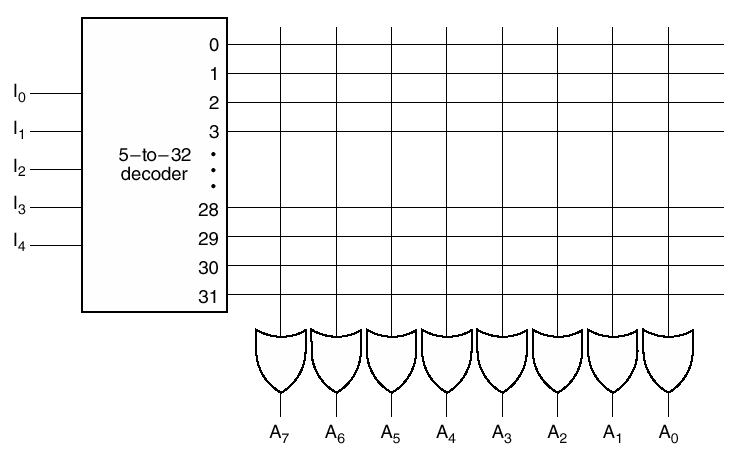 0
1
I₀
2
I₁
3
5–to–32
I₂
decoder
I₃
28
29
I₄
30
31
A₇ A₆ A₅ A₄ A₃ A₂ A₁ A₀